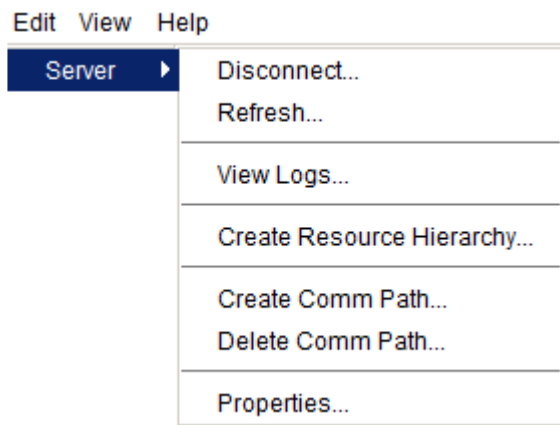 Edit View Help
Server
Disconnect...
Refresh...
View Logs...
Create Resource Hierarchy...
Create Comm Path...
Delete Comm Path...
Properties...